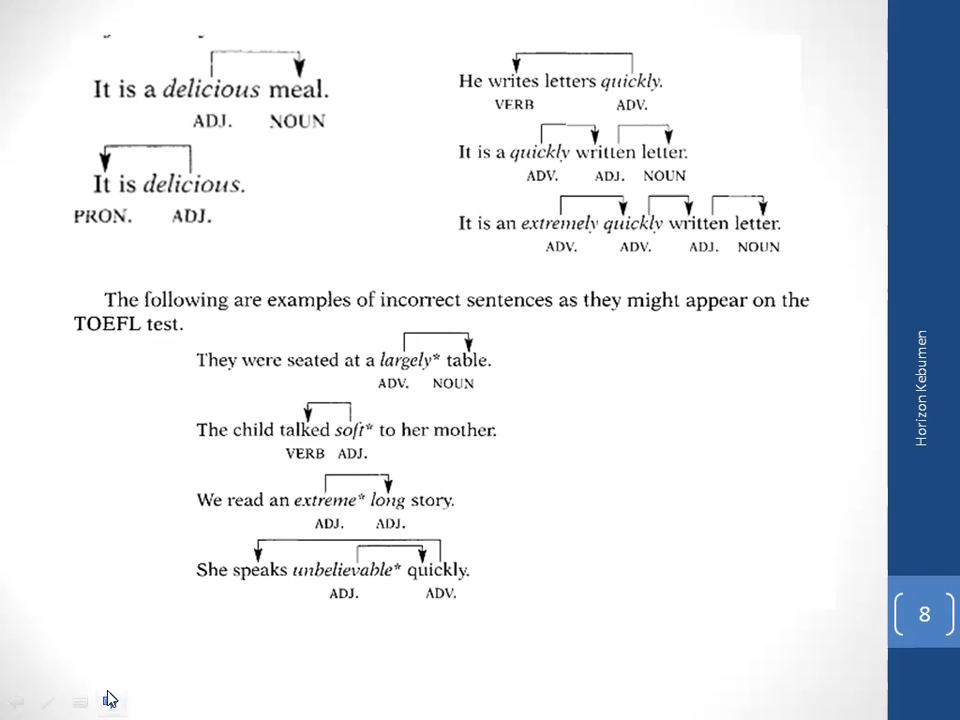 It is a delicious meal.
ADJ. NOUN
It is delicious.
PRON. ADJ.
He writes letters quickly.
VERB ADV.
It is a quickly written letter.
ADV. ADJ. NOUN
It is an extremely quickly written letter.
ADV. ADV. ADJ. NOUN
The following are examples of incorrect sentences as they might appear on the
TOEFL test.
They were seated at a largely* table.
ADV. NOUN
The child talked soft* to her mother.
VERB ADJ.
We read an extreme* long story.
ADJ. ADJ.
She speaks unbelievable* quickly.
ADJ. ADV.
Horizon Kebumen
8